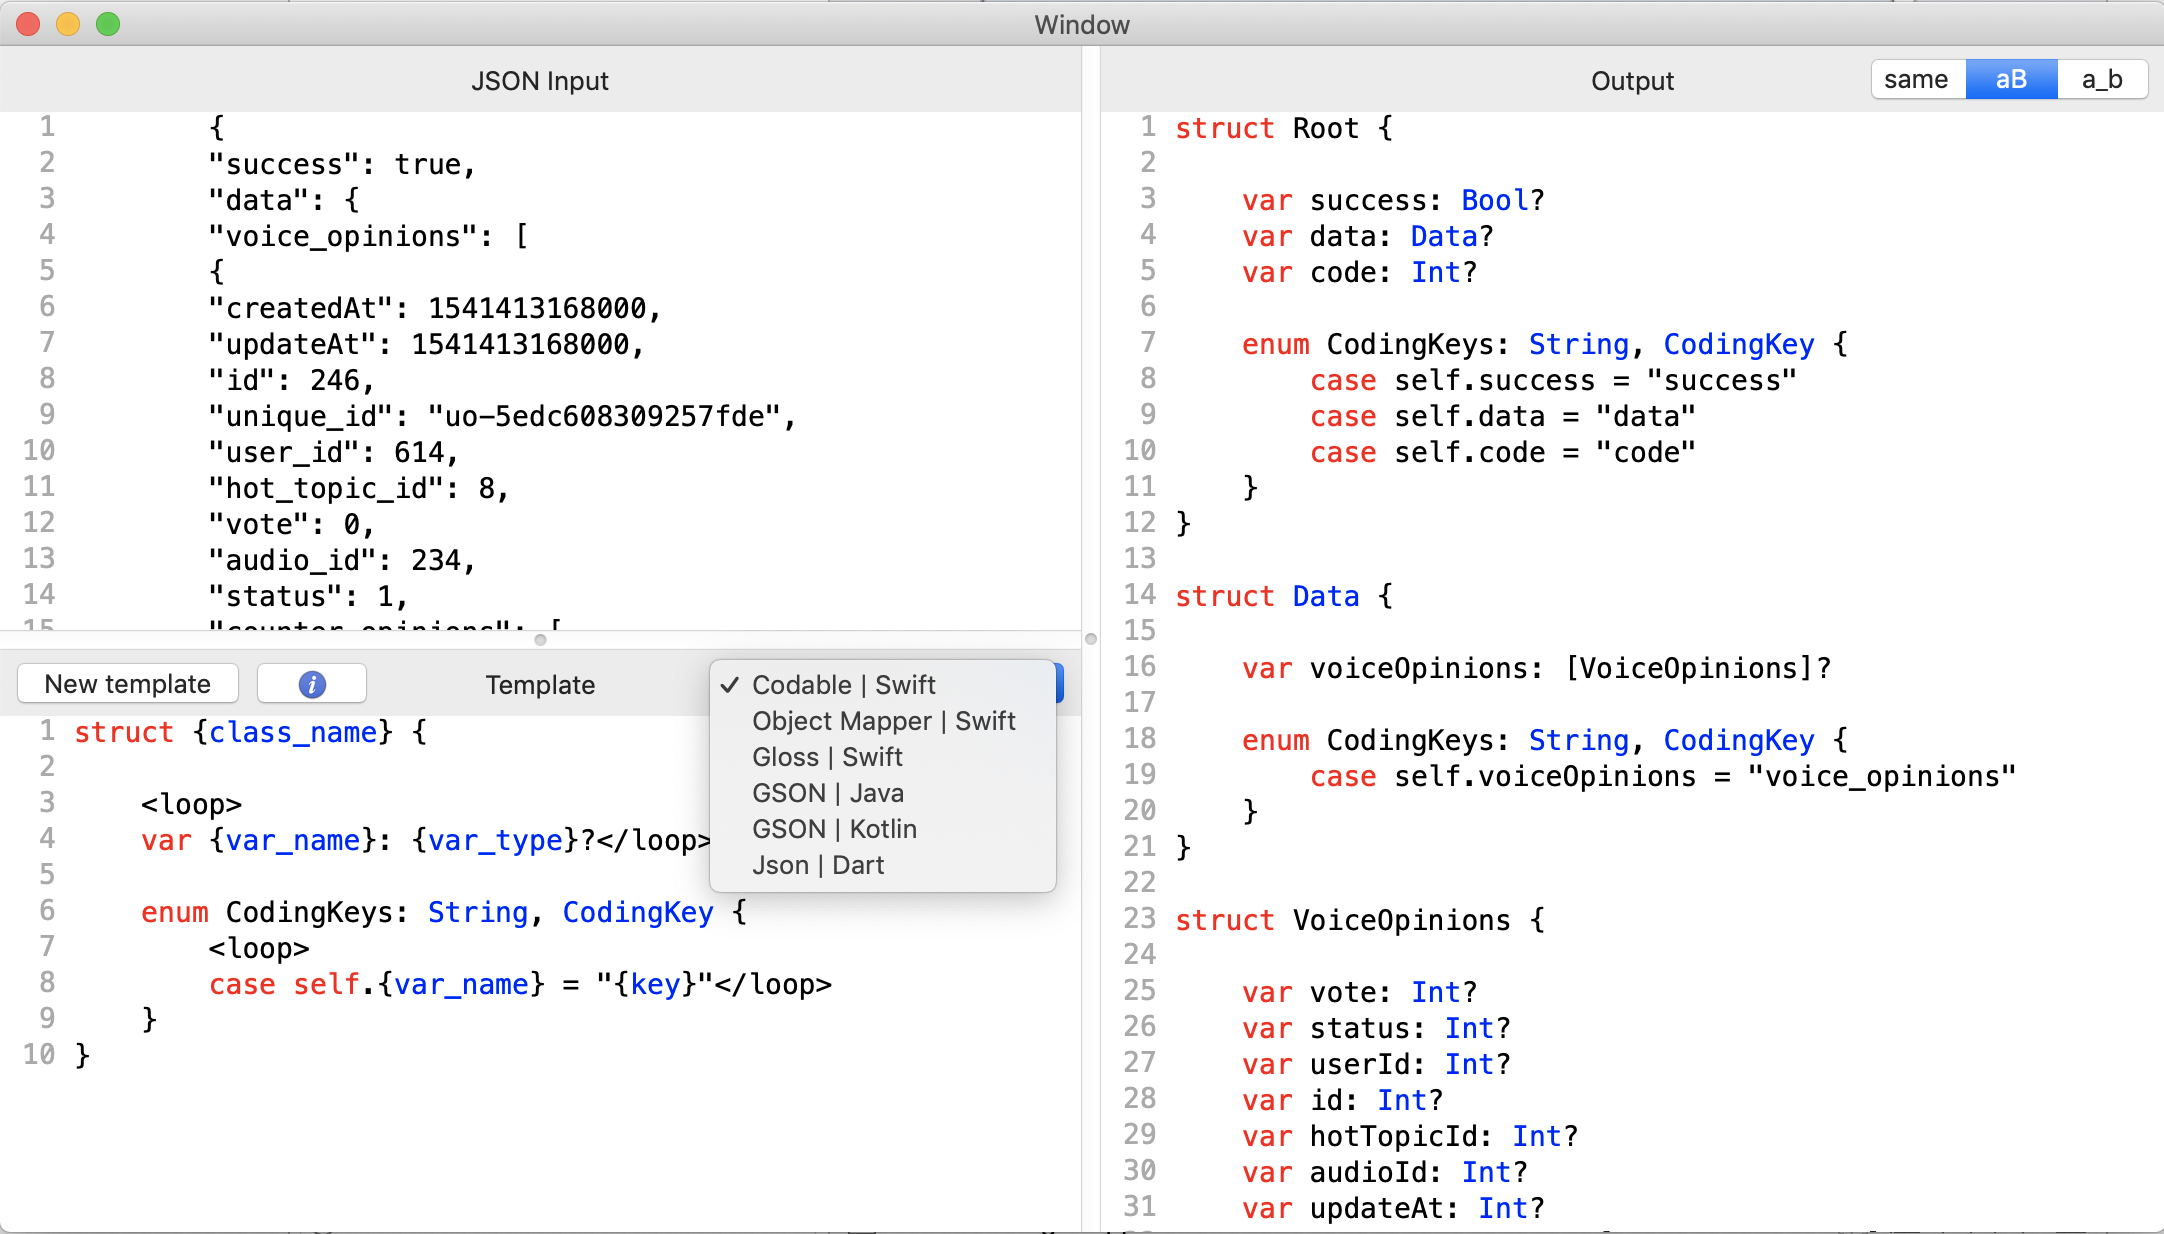 Window
JSON Input
1 {
2 "success": true,
3 "data": {
4 "voice_opinions": [
5 {
6 "createdAt": 1541413168000,
7 "updateAt": 1541413168000,
8 "id": 246,
9 "unique_id": "uo-5edc608309257fde",
10 "user_id": 614,
11 "hot_topic_id": 8,
12 "vote": 0,
13 "audio_id": 234,
14 "status": 1,
15 "counter_opinions": [
New template
i
Template
✓ Codable | Swift
Object Mapper | Swift
Gloss | Swift
GSON | Java
GSON | Kotlin
Json | Dart
1 struct {class_name} {
2
3 <loop>
4 var {var_name}: {var_type}?</loop>
5
6 enum CodingKeys: String, CodingKey {
7 <loop>
8 case self.{var_name} = "{key}"</loop>
9 }
10 }
Output
same aB a_b
1 struct Root {
2
3 var success: Bool?
4 var data: Data?
5 var code: Int?
6
7 enum CodingKeys: String, CodingKey {
8 case self.success = "success"
9 case self.data = "data"
10 case self.code = "code"
11 }
12 }
13
14 struct Data {
15
16 var voiceOpinions: [VoiceOpinions]?
17
18 enum CodingKeys: String, CodingKey {
19 case self.voiceOpinions = "voice_opinions"
20 }
21 }
22
23 struct VoiceOpinions {
24
25 var vote: Int?
26 var status: Int?
27 var userId: Int?
28 var id: Int?
29 var hotTopicId: Int?
30 var audioId: Int?
31 var updateAt: Int?